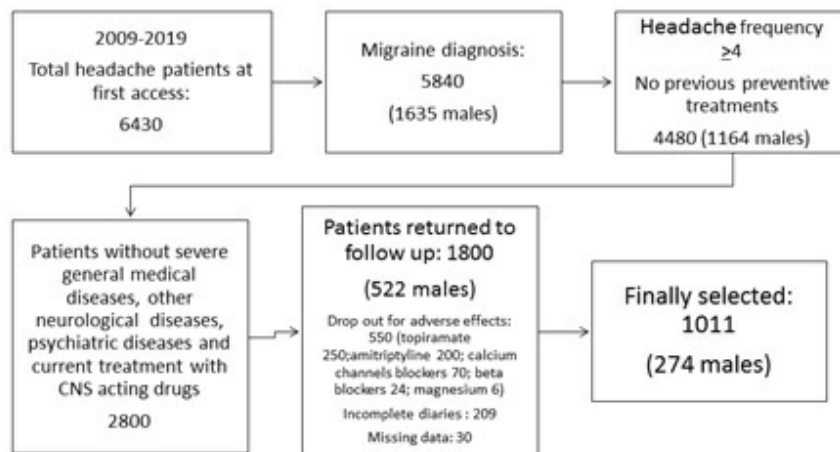 2009-2019
Total headache patients at
first access:
6430
Migraine diagnosis:
5840
(1635 males)
Headache frequency
≥4
No previous preventive
treatments
4480 (1164 males)
Patients without severe
general medical
diseases, other
neurological diseases,
psychiatric diseases and
current treatment with
CNS acting drugs
2800
Patients returned to
follow up: 1800
(522 males)
Drop out for adverse effects:
550 (topiramate
250;amitriptyline 200; calcium
channels blockers 70; beta
blockers 24; magnesium 6)
Incomplete diaries : 209
Missing data: 30
Finally selected:
1011
(274 males)